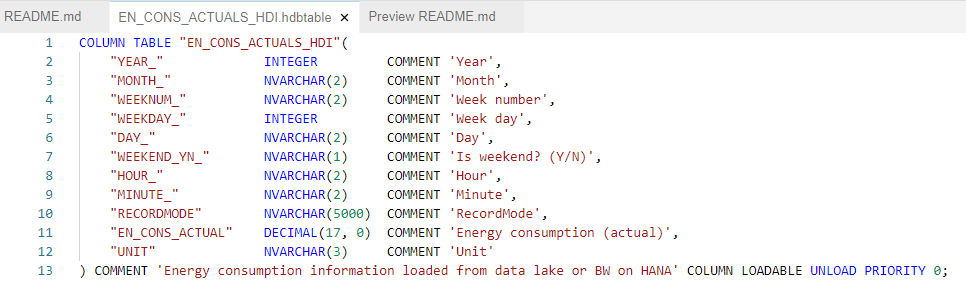 README.md EN_CONS_ACTUALS_HDI.hdbtable × Preview README.md
1 COLUMN TABLE "EN_CONS_ACTUALS_HDI"(
2 "YEAR_" INTEGER COMMENT 'Year',
3 "MONTH_" NVARCHAR(2) COMMENT 'Month',
4 "WEEKNUM_" NVARCHAR(2) COMMENT 'Week number',
5 "WEEKDAY_" INTEGER COMMENT 'Week day',
6 "DAY_" NVARCHAR(2) COMMENT 'Day',
7 "WEEKEND_YN_" NVARCHAR(1) COMMENT 'Is weekend? (Y/N)',
8 "HOUR_" NVARCHAR(2) COMMENT 'Hour',
9 "MINUTE_" NVARCHAR(2) COMMENT 'Minute',
10 "RECORDMODE" NVARCHAR(5000) COMMENT 'RecordMode',
11 "EN_CONS_ACTUAL" DECIMAL(17, 0) COMMENT 'Energy consumption (actual)',
12 "UNIT" NVARCHAR(3) COMMENT 'Unit'
13 ) COMMENT 'Energy consumption information loaded from data lake or BW on HANA' COLUMN LOADABLE UNLOAD PRIORITY 0;